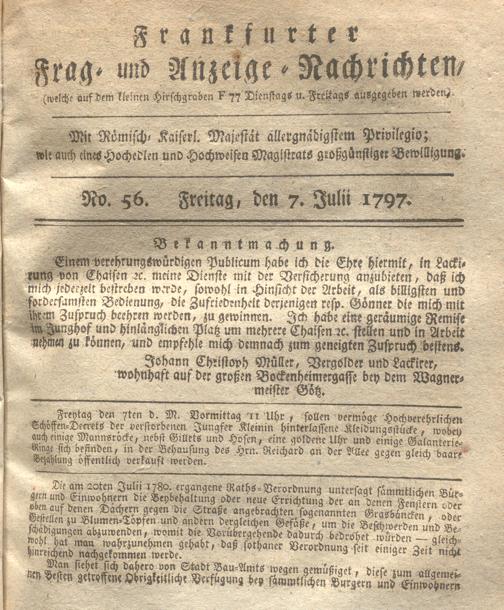 Frankfurter
Frag- und Anzeige-Nachrichten,
(welche auf dem kleinen Hirschgraben F 77 Dienstags u. Freitags ausgegeben werden).
Mit Römisch-Kaiserl. Majestät allergnädigstem Privilegio;
wie auch eines Hochedlen und Hochweisen Magistrats großgünstiger Bewilligung.
No. 56. Freitag, den 7. Julii 1797.
Bekanntmachung.
Einem verehrungswürdigen Publicum habe ich die Ehre hiermit, in Lacki-
rung von Chaisen ꝛc. meine Dienste mit der Versicherung anzubieten, daß ich
mich jederzeit bestreben werde, sowohl in Hinsicht der Arbeit, als billigsten und
fordersamsten Bedienung, die Zufriedenheit derjenigen resp. Gönner die mich mit
ihrem Zuspruch beehren werden, zu gewinnen. Ich habe eine geräumige Remise
im Junghof und hinlänglichen Platz um mehrere Chaisen ꝛc. stellen und in Arbeit
nehmen zu können, und empfehle mich demnach zum geneigten Zuspruch bestens.
Johann Christoph Müller, Vergolder und Lackirer,
wohnhaft auf der großen Bockenheimergasse bey dem Wagner-
meister Götz.
Freytag den 7ten d. M. Vormittag 11 Uhr, sollen vermöge Hochverehrlichen
Schöffen-Decrets der verstorbenen Jungfer Kleinin hinterlassene Kleidungsstücke, wobey
auch einige Mannsröcke, nebst Gillets und Hosen, eine goldene Uhr und einige Galanterie-
Ringe sich befinden, in der Behausung des Hrn. Reichard an der Allee gegen gleich baare
Bezahlung öffentlich verkauft werden.
Die am 20ten Julii 1780. ergangene Raths-Verordnung untersagt sämmtlichen Bür-
gern und Einwohnern die Beybehaltung oder neue Errichtung der an denen Fenstern oder
oben auf denen Dächern gegen die Straße angebrachten sogenannten Grasbäncken, oder
Gestellen zu Blumen-Töpfen und andern dergleichen Gefäße, um die Beschwerden und Be-
schädigungen abzuwenden, womit die Vorübergehende dadurch bedrohet würden — gleich-
wohl hat man wahrzunehmen gehabt, daß sothaner Verordnung seit einiger Zeit nicht
hinreichend nachgekommen werde.
Man siehet sich dahero von Stadt Bau-Amts wegen gemüßiget, diese zum allgemei-
nen Besten getroffene Obrigkeitliche Verfügung bey sämmtlichen Burgern und Einwohnern